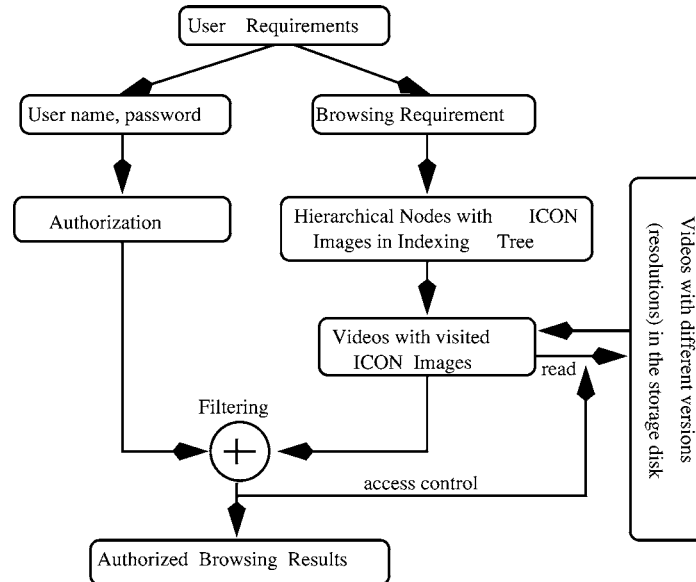 User Requirements
User name, password
Browsing Requirement
Authorization
Hierarchical Nodes with ICON
Images in Indexing Tree
Videos with visited
ICON Images
read
Videos with different versions
(resolutions) in the storage disk
Filtering
access control
Authorized Browsing Results